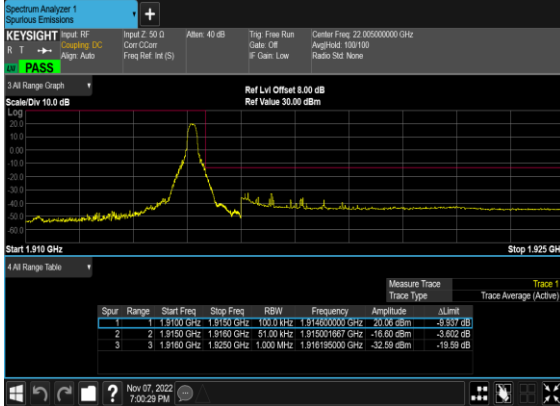 Spectrum Analyzer 1
Spurious Emissions
+
KEYSIGHT Input: RF Input Z: 50 Ω Atten: 40 dB Trig: Free Run Center Freq: 22.005000000 GHz
R T Coupling: DC Corr CCorr Gate: Off Avg|Hold: 100/100
Align: Auto Freq Ref: Int (S) IF Gain: Low Radio Std: None
LXI PASS
3 All Range Graph
Ref Lvl Offset 8.00 dB
Scale/Div 10.0 dB Ref Value 30.00 dBm
Log
20.0
10.0
0.00
-10.0
-20.0
-30.0
-40.0
-50.0
-60.0
Start 1.910 GHz Stop 1.925 GH
4 All Range Table
Measure Trace Trace 1
Trace Type Trace Average (Active)
Spur Range Start Freq Stop Freq RBW Frequency Amplitude ΔLimit
1 1 1.9100 GHz 1.9150 GHz 100.0 kHz 1.914600000 GHz 20.06 dBm -9.937 dB
2 2 1.9150 GHz 1.9160 GHz 51.00 kHz 1.915001667 GHz -16.60 dBm -3.602 dB
3 3 1.9160 GHz 1.9250 GHz 1.000 MHz 1.916195000 GHz -32.59 dBm -19.59 dB
? Nov 07, 2022
7:00:29 PM